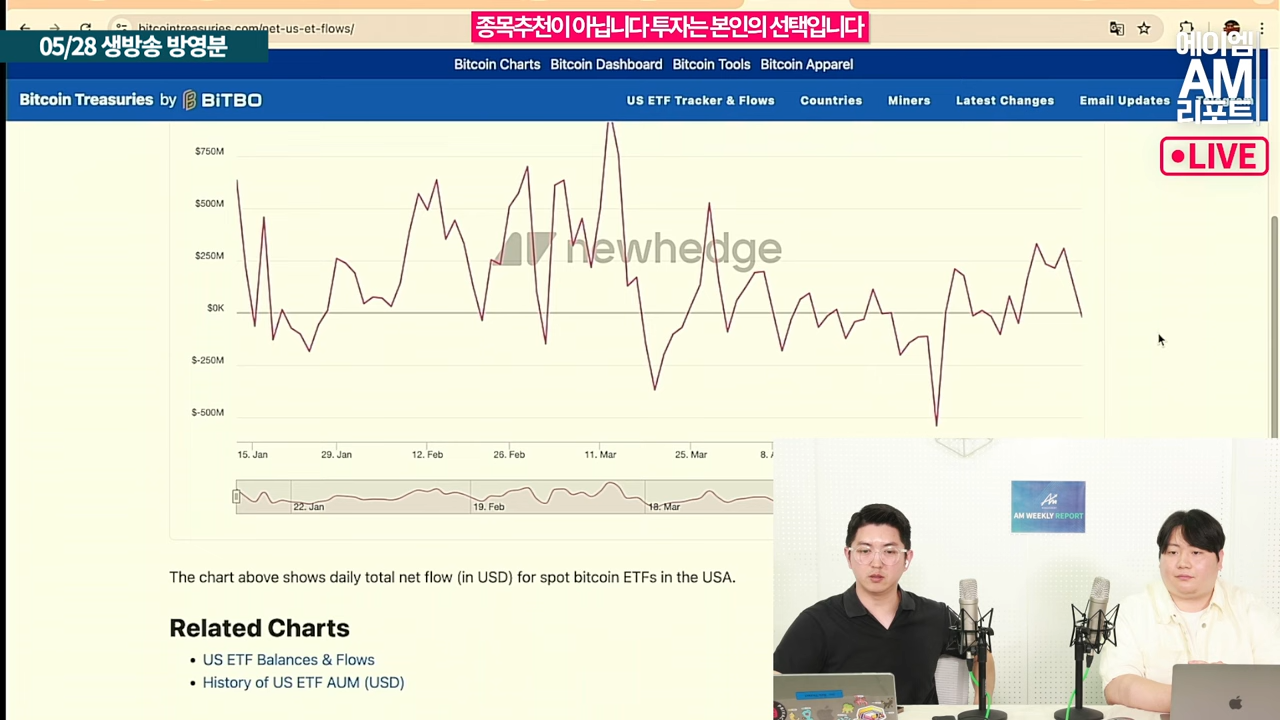 bitcointreasuries.com/net-us-et-flows/
종목추천이 아닙니다 투자는 본인의 선택입니다
05/28 생방송 방영분
에이엠
AM
리포트
LIVE
Bitcoin Charts Bitcoin Dashboard Bitcoin Tools Bitcoin Apparel
Bitcoin Treasuries by BiTBO
US ETF Tracker & Flows Countries Miners Latest Changes Email Updates
$750M
$500M
$250M
$0K
$-250M
$-500M
newhedge
15. Jan 29. Jan 12. Feb 26. Feb 11. Mar 25. Mar
22. Jan 19. Feb 18. Mar
AM WEEKLY REPORT
The chart above shows daily total net flow (in USD) for spot bitcoin ETFs in the USA.
Related Charts
US ETF Balances & Flows
History of US ETF AUM (USD)